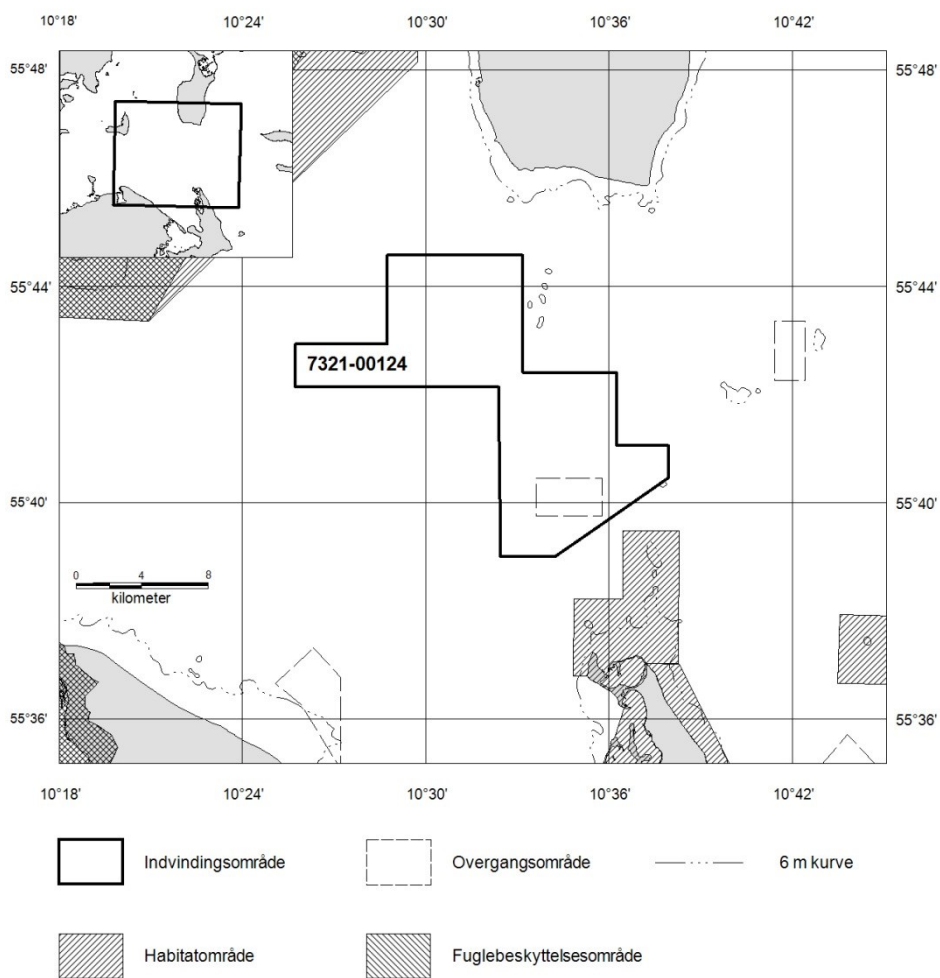 10°18' 10°24' 10°30' 10°36' 10°42'
55°48' 55°48'
55°44' 55°44'
7321-00124
55°40' 55°40'
0 4 8
kilometer
55°36' 55°36'
10°18' 10°24' 10°30' 10°36' 10°42'
Indvindingsområde Overgangsområde 6 m kurve
Habitatområde Fuglebeskyttelsesområde